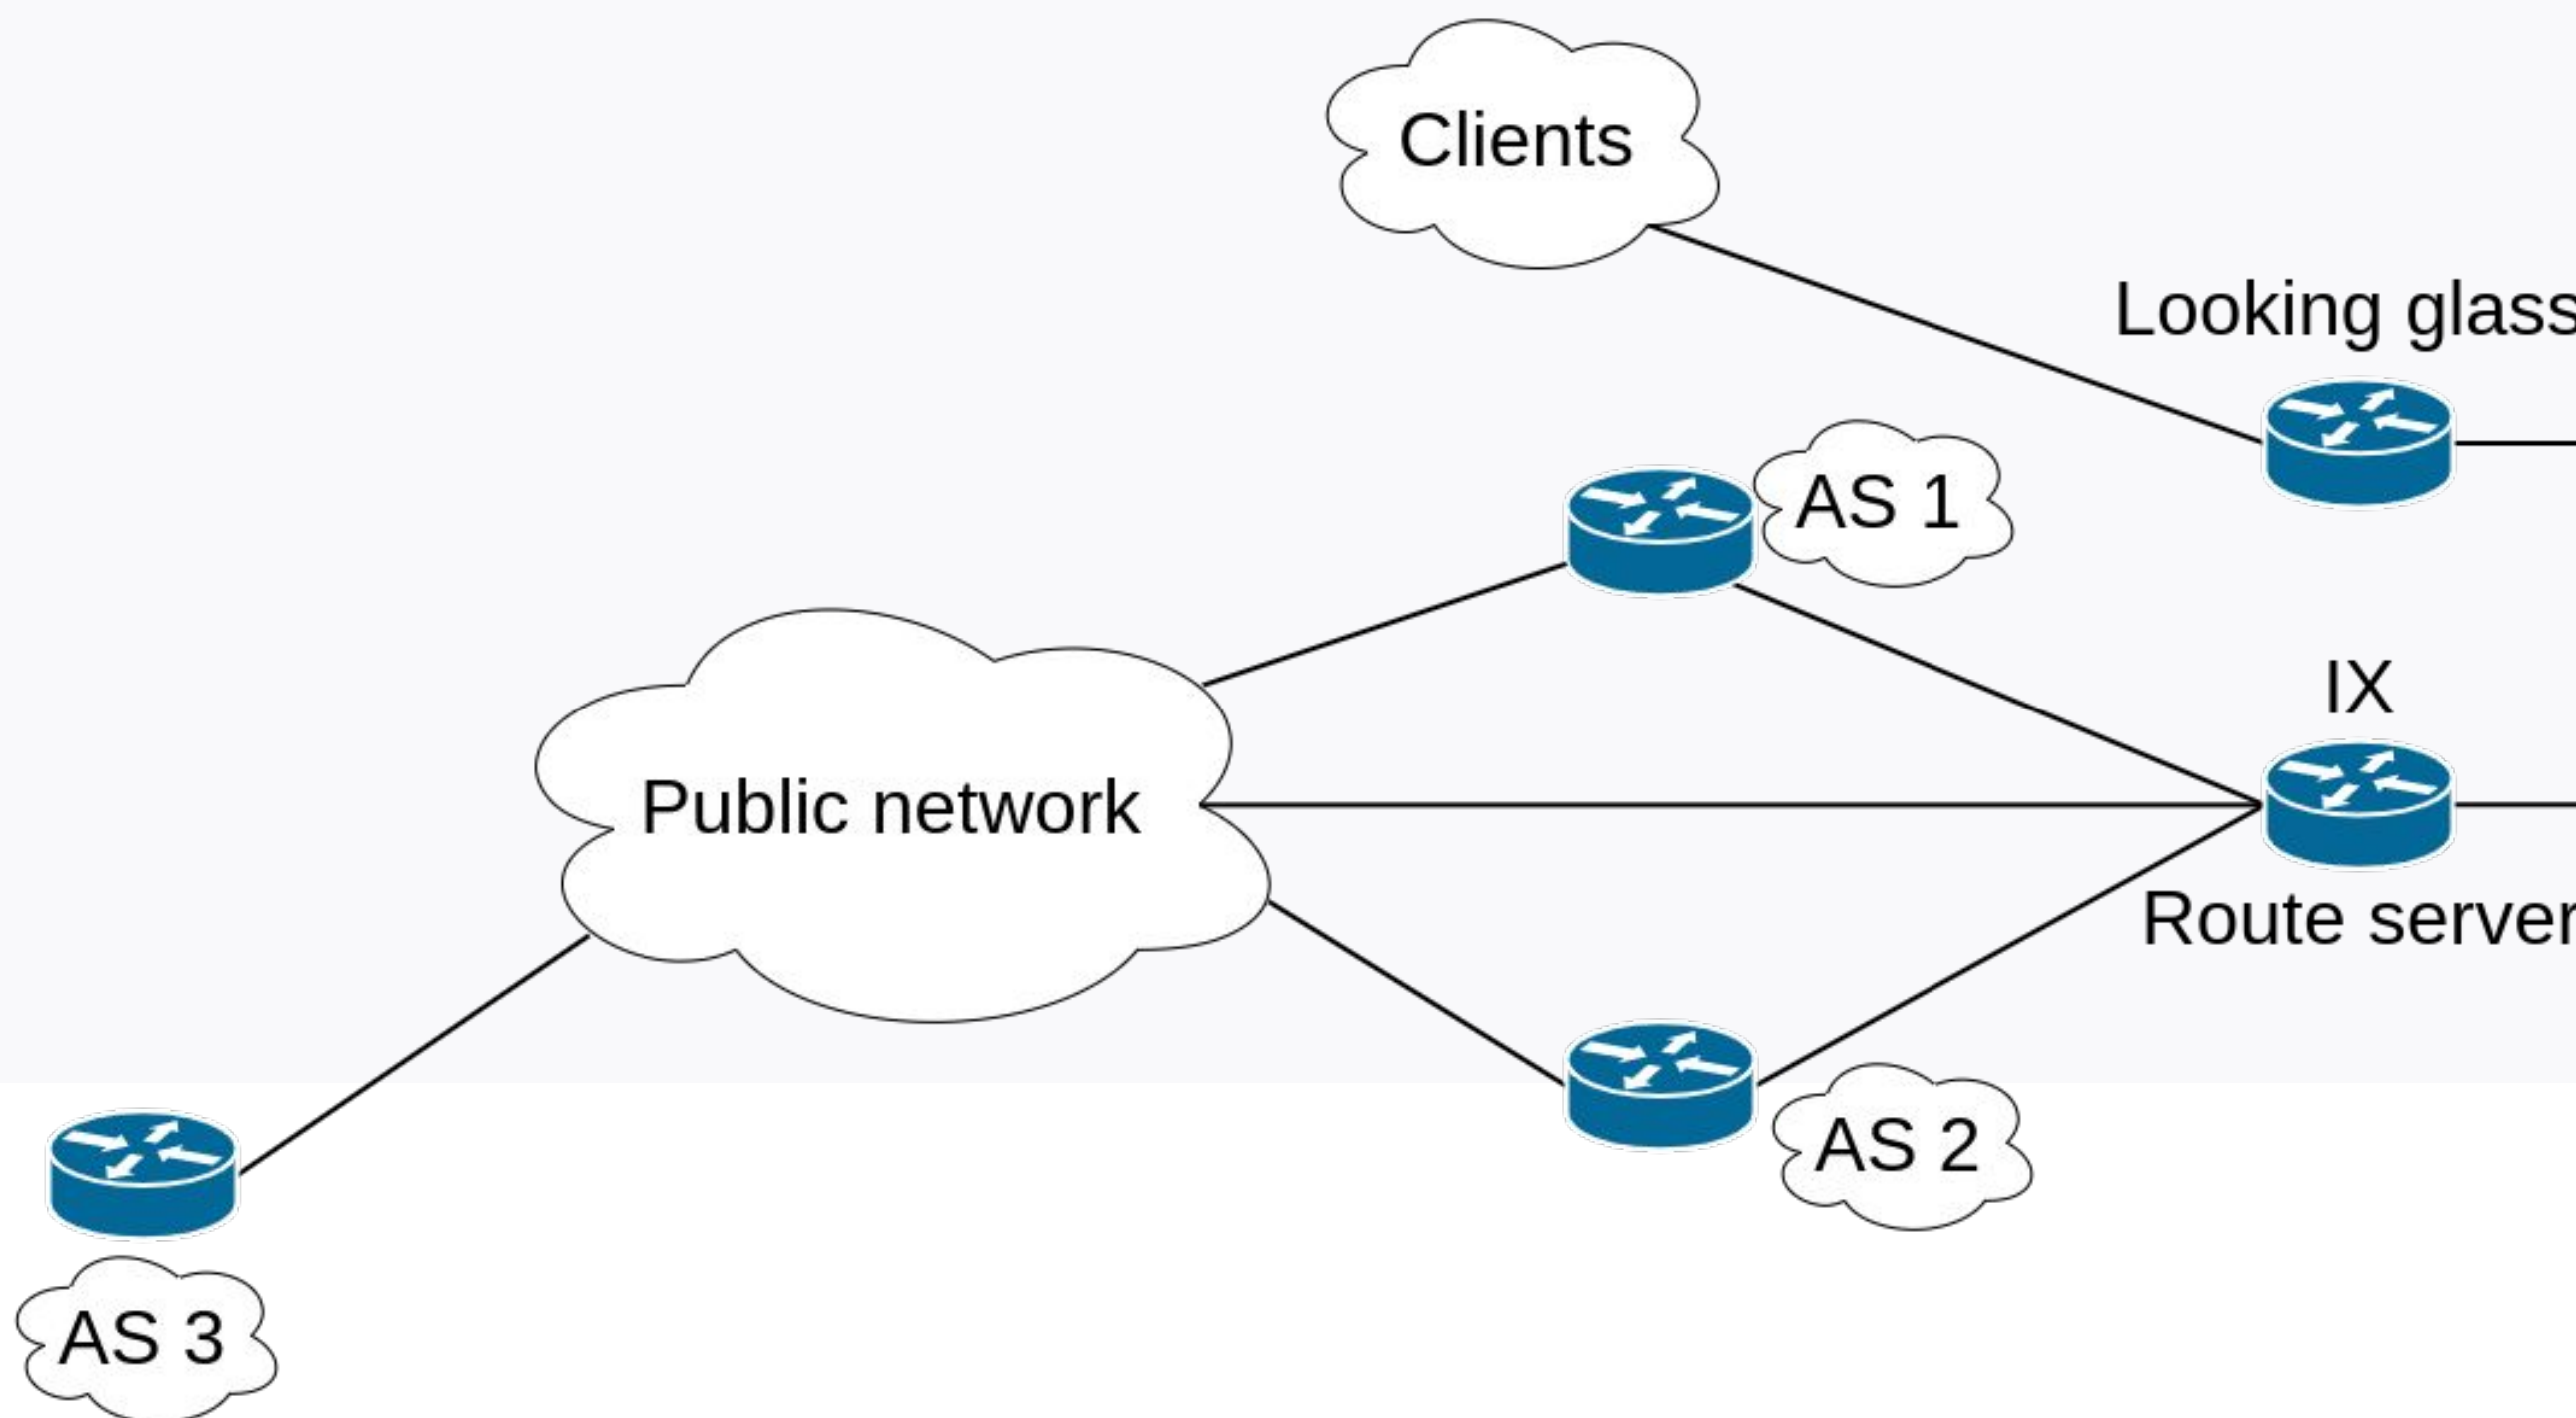 Clients
Looking glass
AS 1
IX
Public network
Route server
AS 2
AS 3